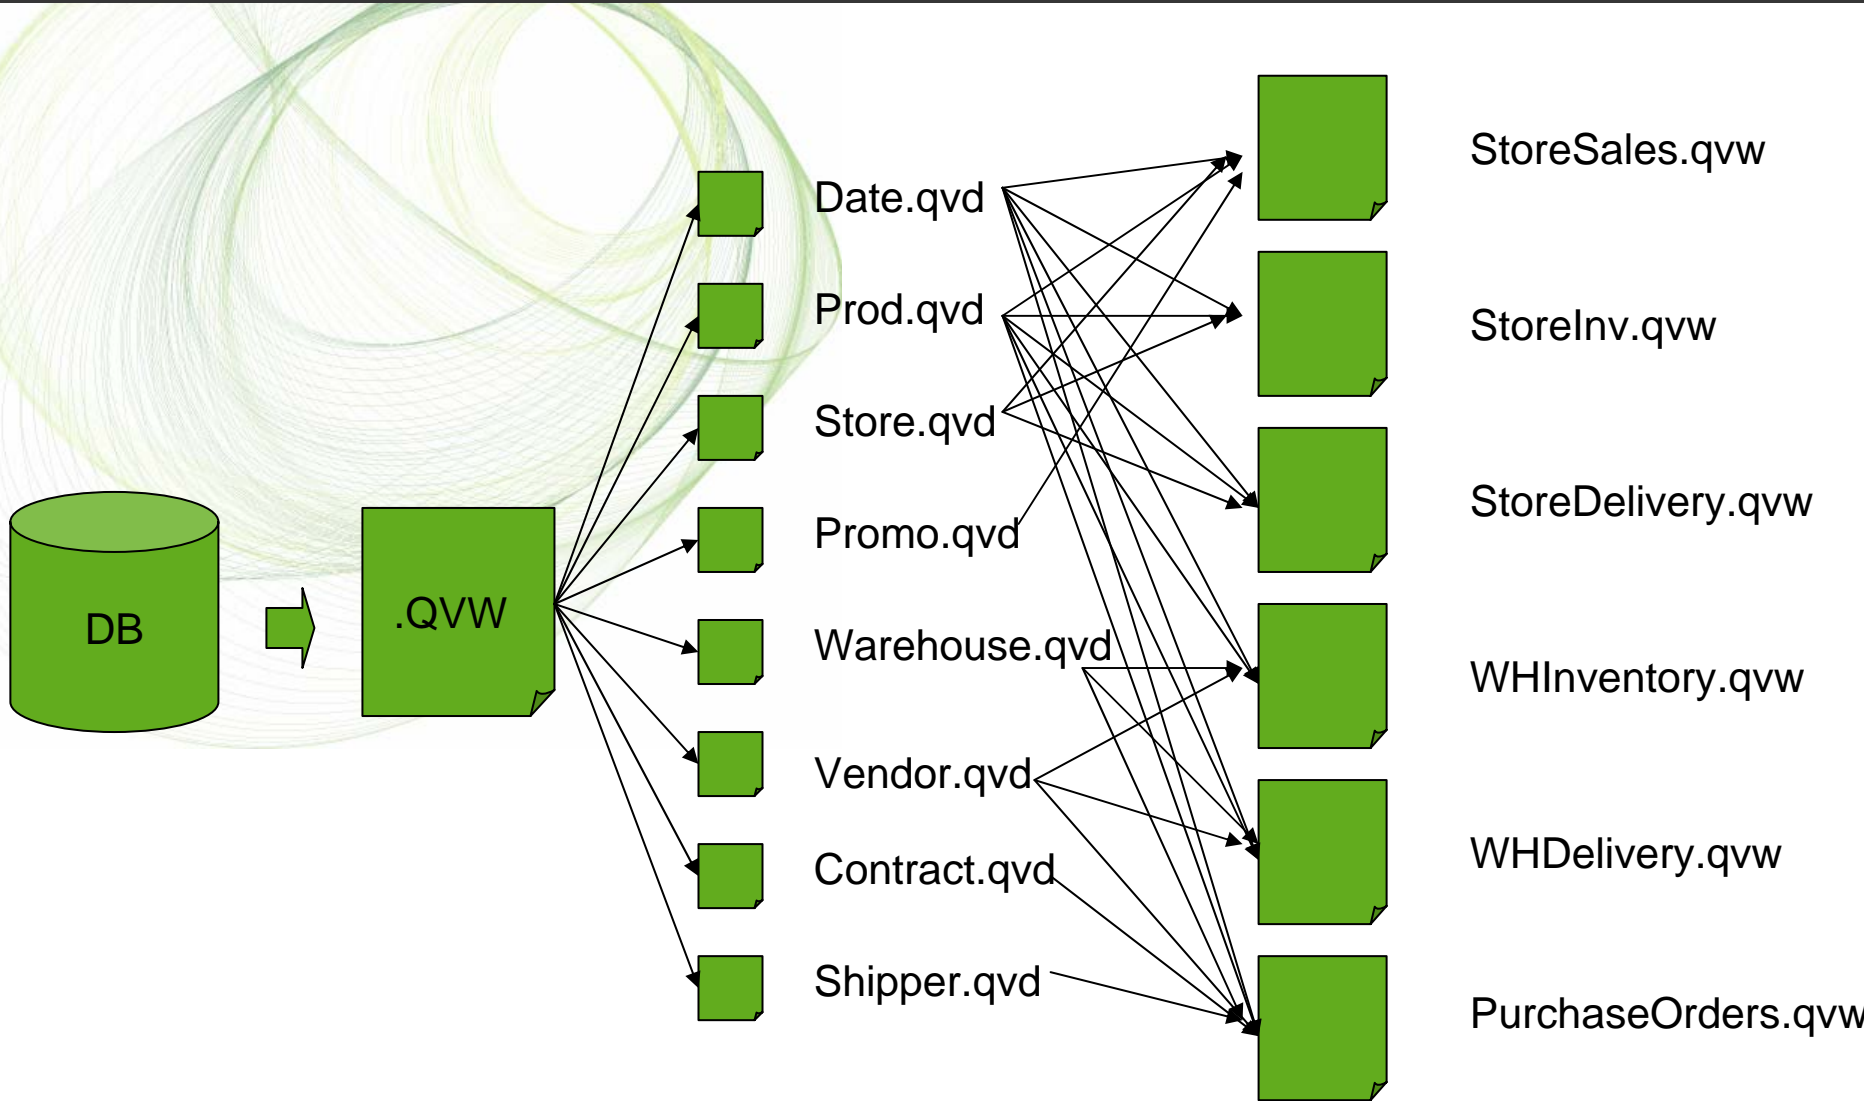 DB
.QVW
Date.qvd
Prod.qvd
Store.qvd
Promo.qvd
Warehouse.qvd
Vendor.qvd
Contract.qvd
Shipper.qvd
StoreSales.qvw
StoreInv.qvw
StoreDelivery.qvw
WHInventory.qvw
WHDelivery.qvw
PurchaseOrders.qvw